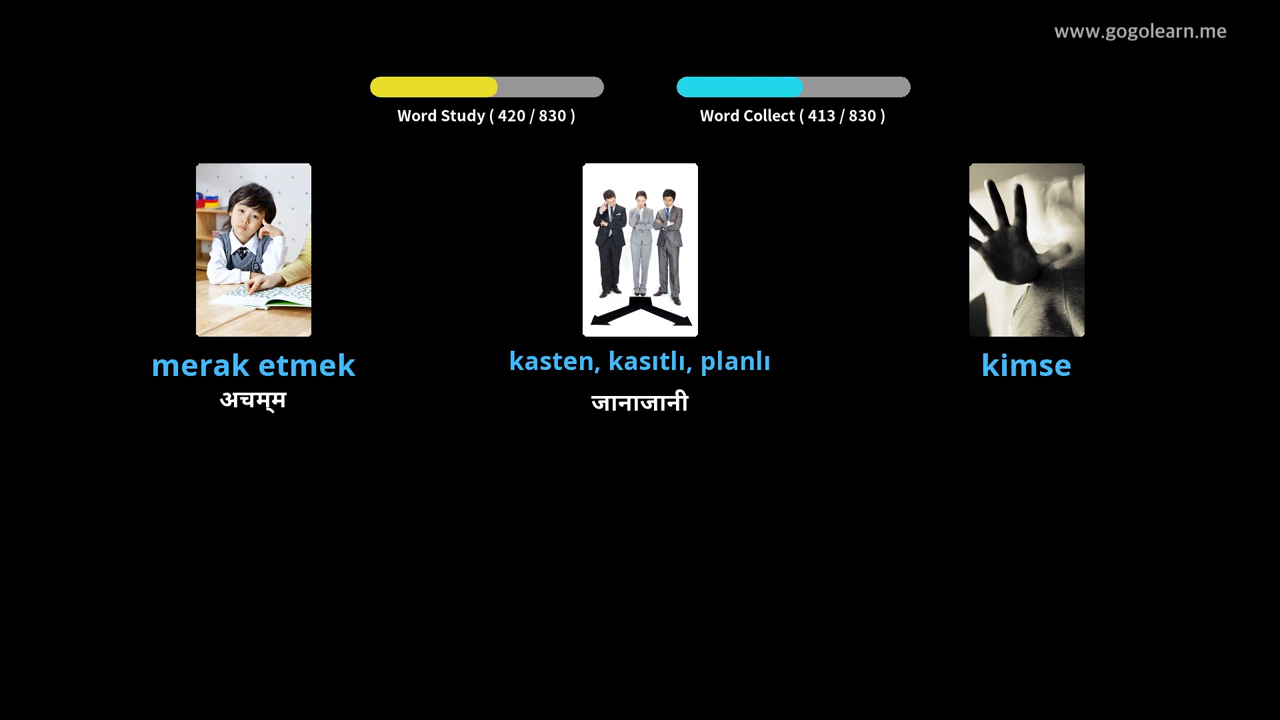 www.gogolearn.me
Word Study ( 420 / 830 )
Word Collect ( 413 / 830 )
merak etmek
अचम्म
kasten, kasıtlı, planlı
जानाजानी
kimse